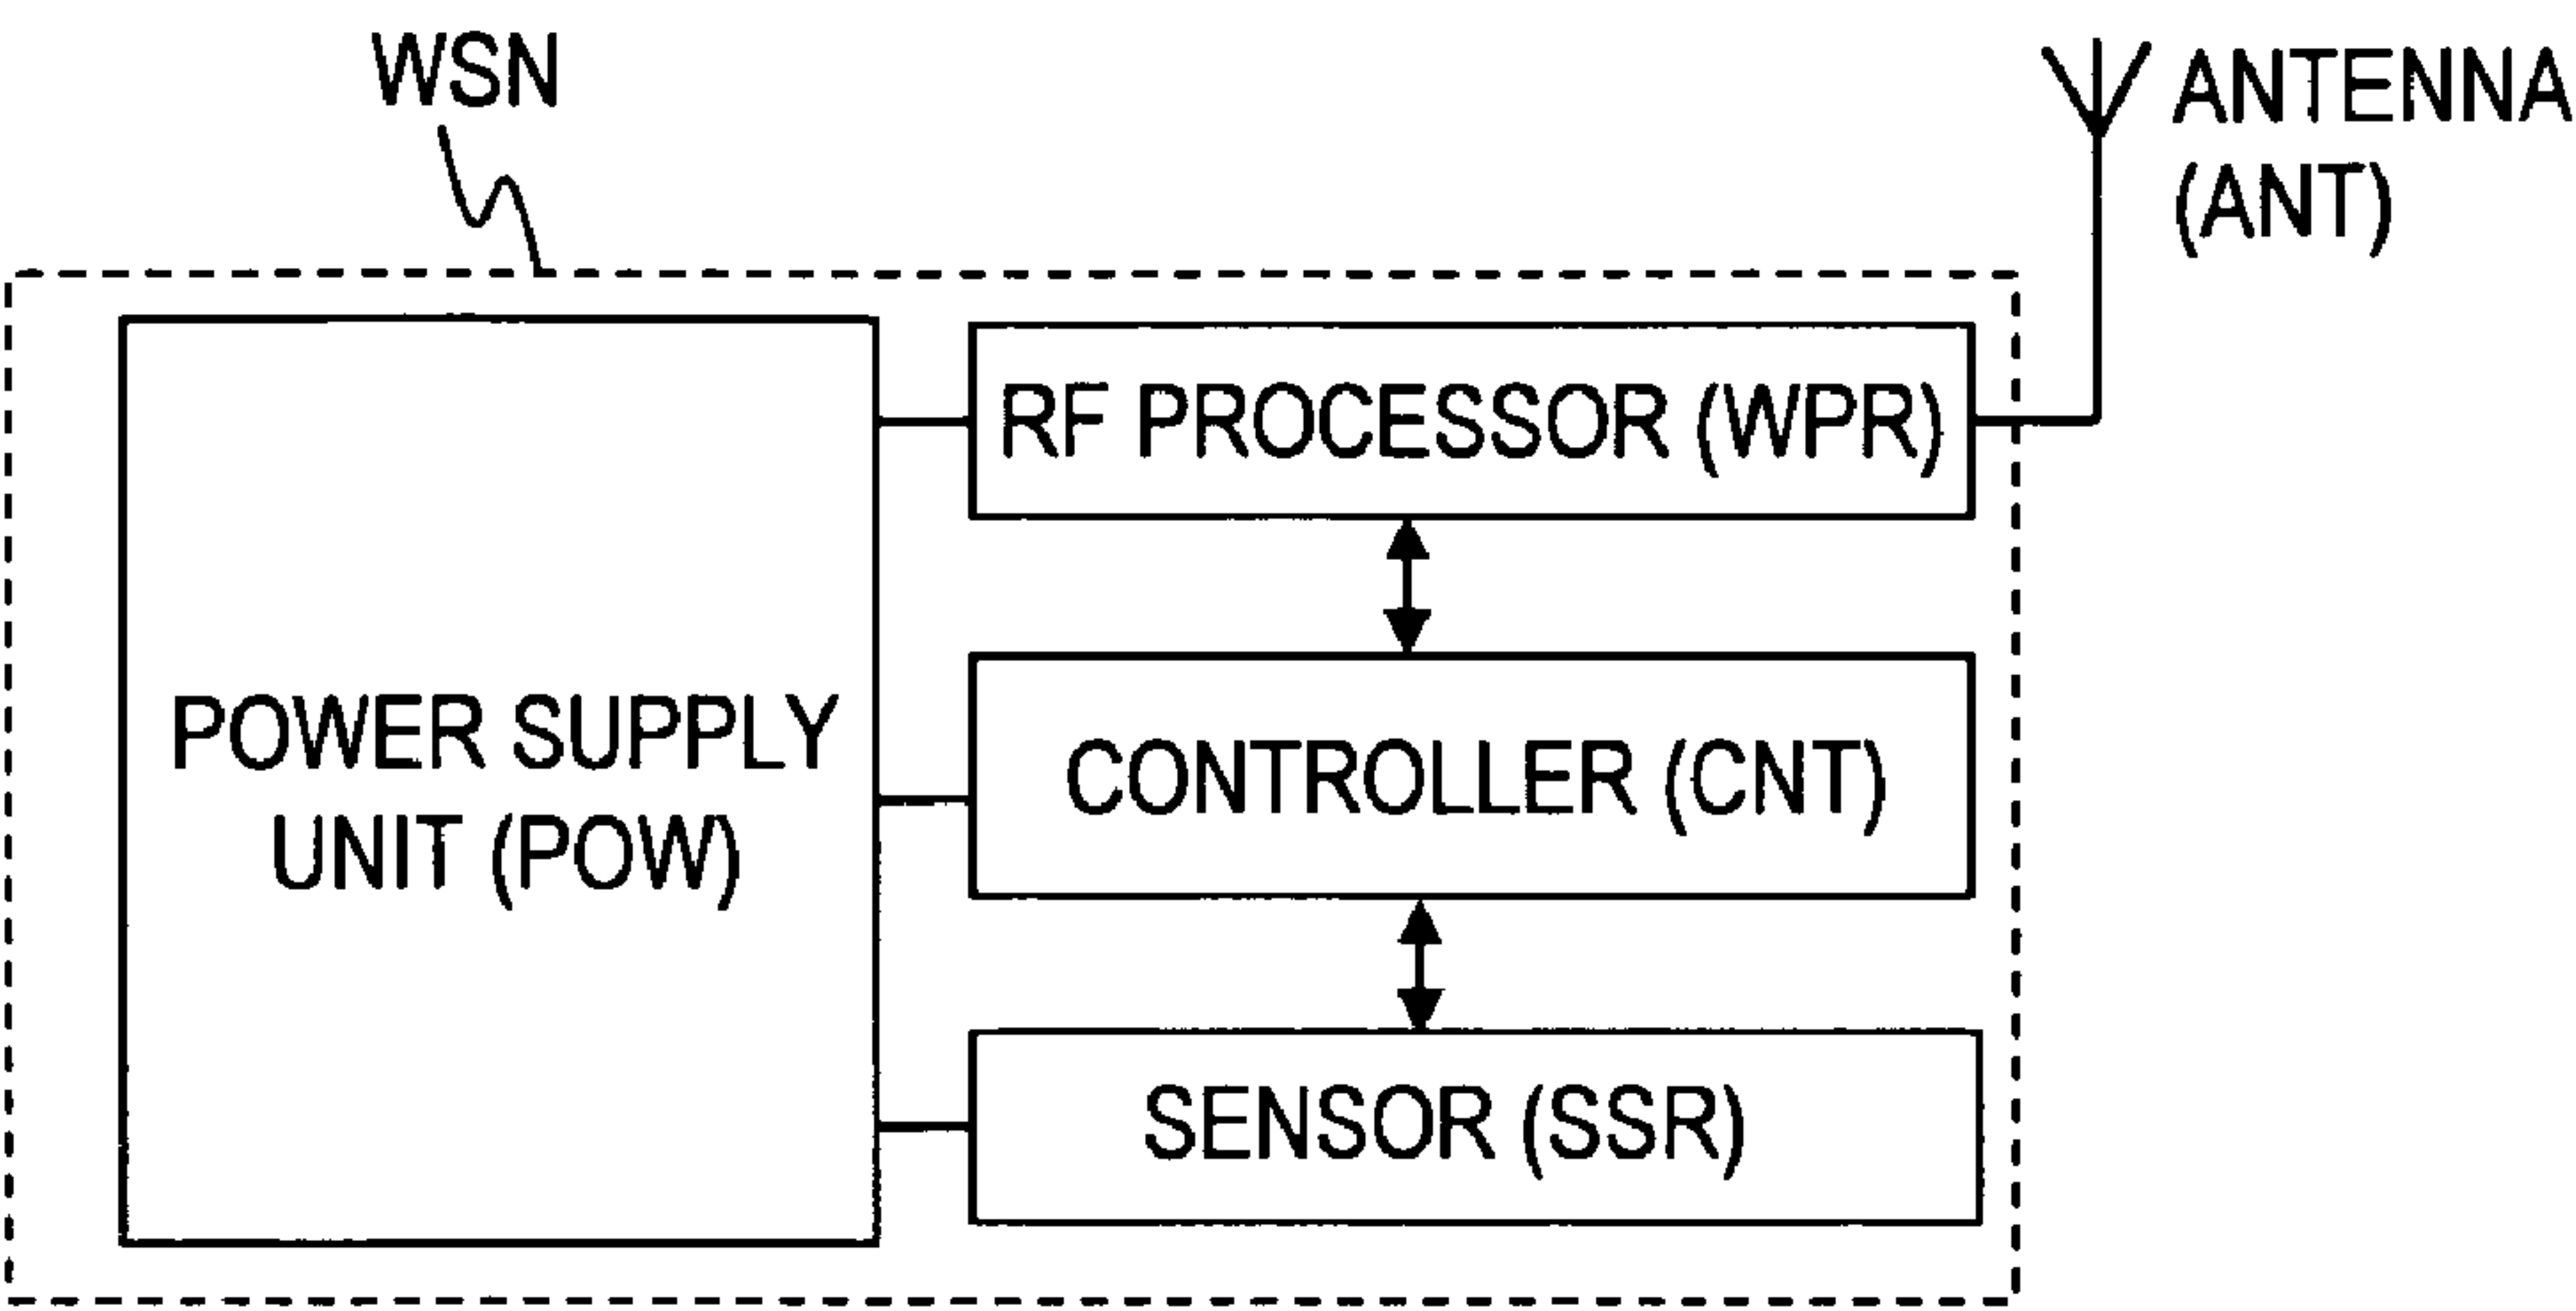 WSN
ANTENNA
(ANT)
RF PROCESSOR (WPR)
POWER SUPPLY
UNIT (POW)
CONTROLLER (CNT)
SENSOR (SSR)